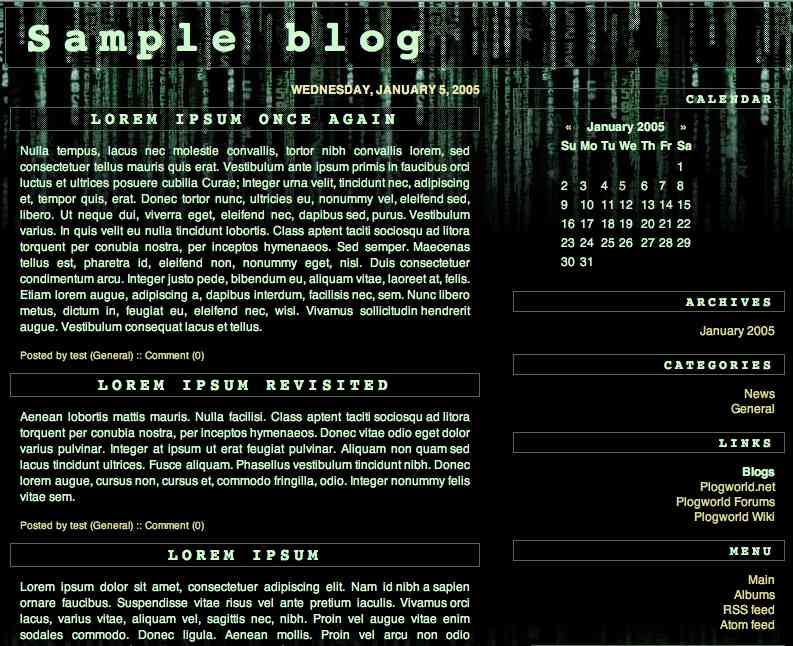 Sample blog
WEDNESDAY, JANUARY 5, 2005
LOREM IPSUM ONCE AGAIN
Nulla tempus, lacus nec molestie convallis, tortor nibh convallis lorem, sed
consectetuer tellus mauris quis erat. Vestibulum ante ipsum primis in faucibus orci
luctus et ultrices posuere cubilia Curae; Integer urna velit, tincidunt nec, adipiscing
et, tempor quis, erat. Donec tortor nunc, ultricies eu, nonummy vel, eleifend sed,
libero. Ut neque dui, viverra eget, eleifend nec, dapibus sed, purus. Vestibulum
varius. In quis velit eu nulla tincidunt lobortis. Class aptent taciti sociosqu ad litora
torquent per conubia nostra, per inceptos hymenaeos. Sed semper. Maecenas
tellus est, pharetra id, eleifend non, nonummy eget, nisl. Duis consectetuer
condimentum arcu. Integer justo pede, bibendum eu, aliquam vitae, laoreet at, felis.
Etiam lorem augue, adipiscing a, dapibus interdum, facilisis nec, sem. Nunc libero
metus, dictum in, feugiat eu, eleifend nec, wisi. Vivamus sollicitudin hendrerit
augue. Vestibulum consequat lacus et tellus.
Posted by test (General) :: Comment (0)
LOREM IPSUM REVISITED
Aenean lobortis mattis mauris. Nulla facilisi. Class aptent taciti sociosqu ad litora
torquent per conubia nostra, per inceptos hymenaeos. Donec vitae odio eget dolor
varius pulvinar. Integer at ipsum ut erat feugiat pulvinar. Aliquam non quam sed
lacus tincidunt ultrices. Fusce aliquam. Phasellus vestibulum tincidunt nibh. Donec
lorem augue, cursus non, cursus et, commodo fringilla, odio. Integer nonummy felis
vitae sem.
Posted by test (General) :: Comment (0)
LOREM IPSUM
Lorem ipsum dolor sit amet, consectetuer adipiscing elit. Nam id nibh a sapien
ornare faucibus. Suspendisse vitae risus vel ante pretium iaculis. Vivamus orci
lacus, varius vitae, aliquam vel, sagittis nec, nibh. Proin vel augue vitae enim
sodales commodo. Donec ligula. Aenean mollis. Proin vel arcu non odio
CALENDAR
« January 2005 »
Su Mo Tu We Th Fr Sa
1
2 3 4 5 6 7 8
9 10 11 12 13 14 15
16 17 18 19 20 21 22
23 24 25 26 27 28 29
30 31
ARCHIVES
January 2005
CATEGORIES
News
General
LINKS
Blogs
Plogworld.net
Plogworld Forums
Plogworld Wiki
MENU
Main
Albums
RSS feed
Atom feed